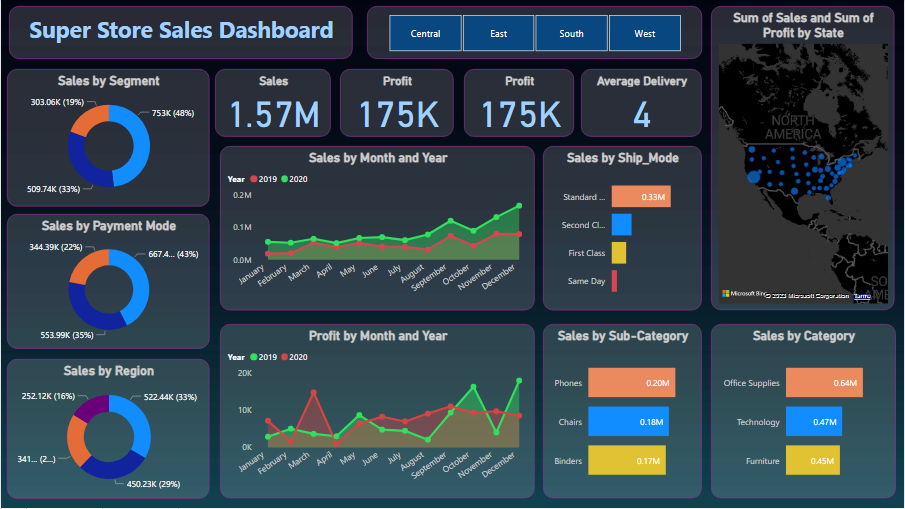 Super Store Sales Dashboard
Central
East
South
West
Sum of Sales and Sum of
Profit by State
Sales by Segment
303.06K (19%)
753K (48%)
509.74K (33%)
Sales
1.57M
Profit
175K
Profit
175K
Average Delivery
4
NORTH
AMERICA
SO
AMER
Microsoft Bing
© 2023 Microsoft Corporation Terms
Sales by Payment Mode
344.39K (22%)
667.4... (43%)
553.99K (35%)
Sales by Month and Year
Year 2019 2020
0.2M
0.1M
0.0M
January
February
March
April
May
June
July
August
September
October
November
December
Sales by Ship_Mode
Standard ...
0.33M
Second Cl...
First Class
Same Day
Sales by Region
252.12K (16%)
522.44K (33%)
341... (2...)
450.23K (29%)
Profit by Month and Year
Year 2019 2020
20K
10K
0K
January
February
March
April
May
June
July
August
September
October
November
December
Sales by Sub-Category
Phones
0.20M
Chairs
0.18M
Binders
0.17M
Sales by Category
Office Supplies
0.64M
Technology
0.47M
Furniture
0.45M